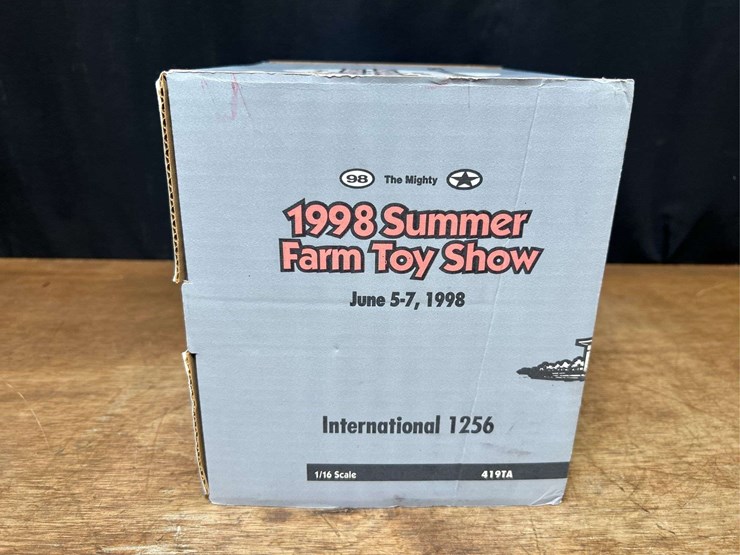 98 The Mighty
1998 Summer
Farm Toy Show
June 5-7, 1998
International 1256
1/16 Scale 419TA